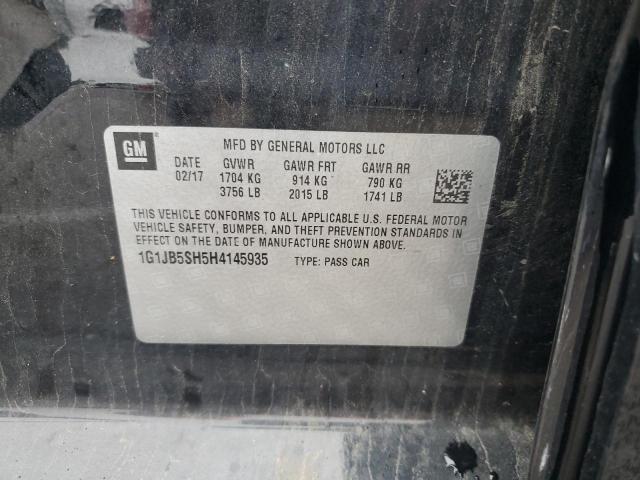 GM
MFD BY GENERAL MOTORS LLC
DATE GVWR GAWR FRT GAWR RR
02/17 1704 KG 914 KG 790 KG
3756 LB 2015 LB 1741 LB
THIS VEHICLE CONFORMS TO ALL APPLICABLE U.S. FEDERAL MOTOR
VEHICLE SAFETY, BUMPER, AND THEFT PREVENTION STANDARDS IN
EFFECT ON THE DATE OF MANUFACTURE SHOWN ABOVE.
1G1JB5SH5H4145935 TYPE: PASS CAR